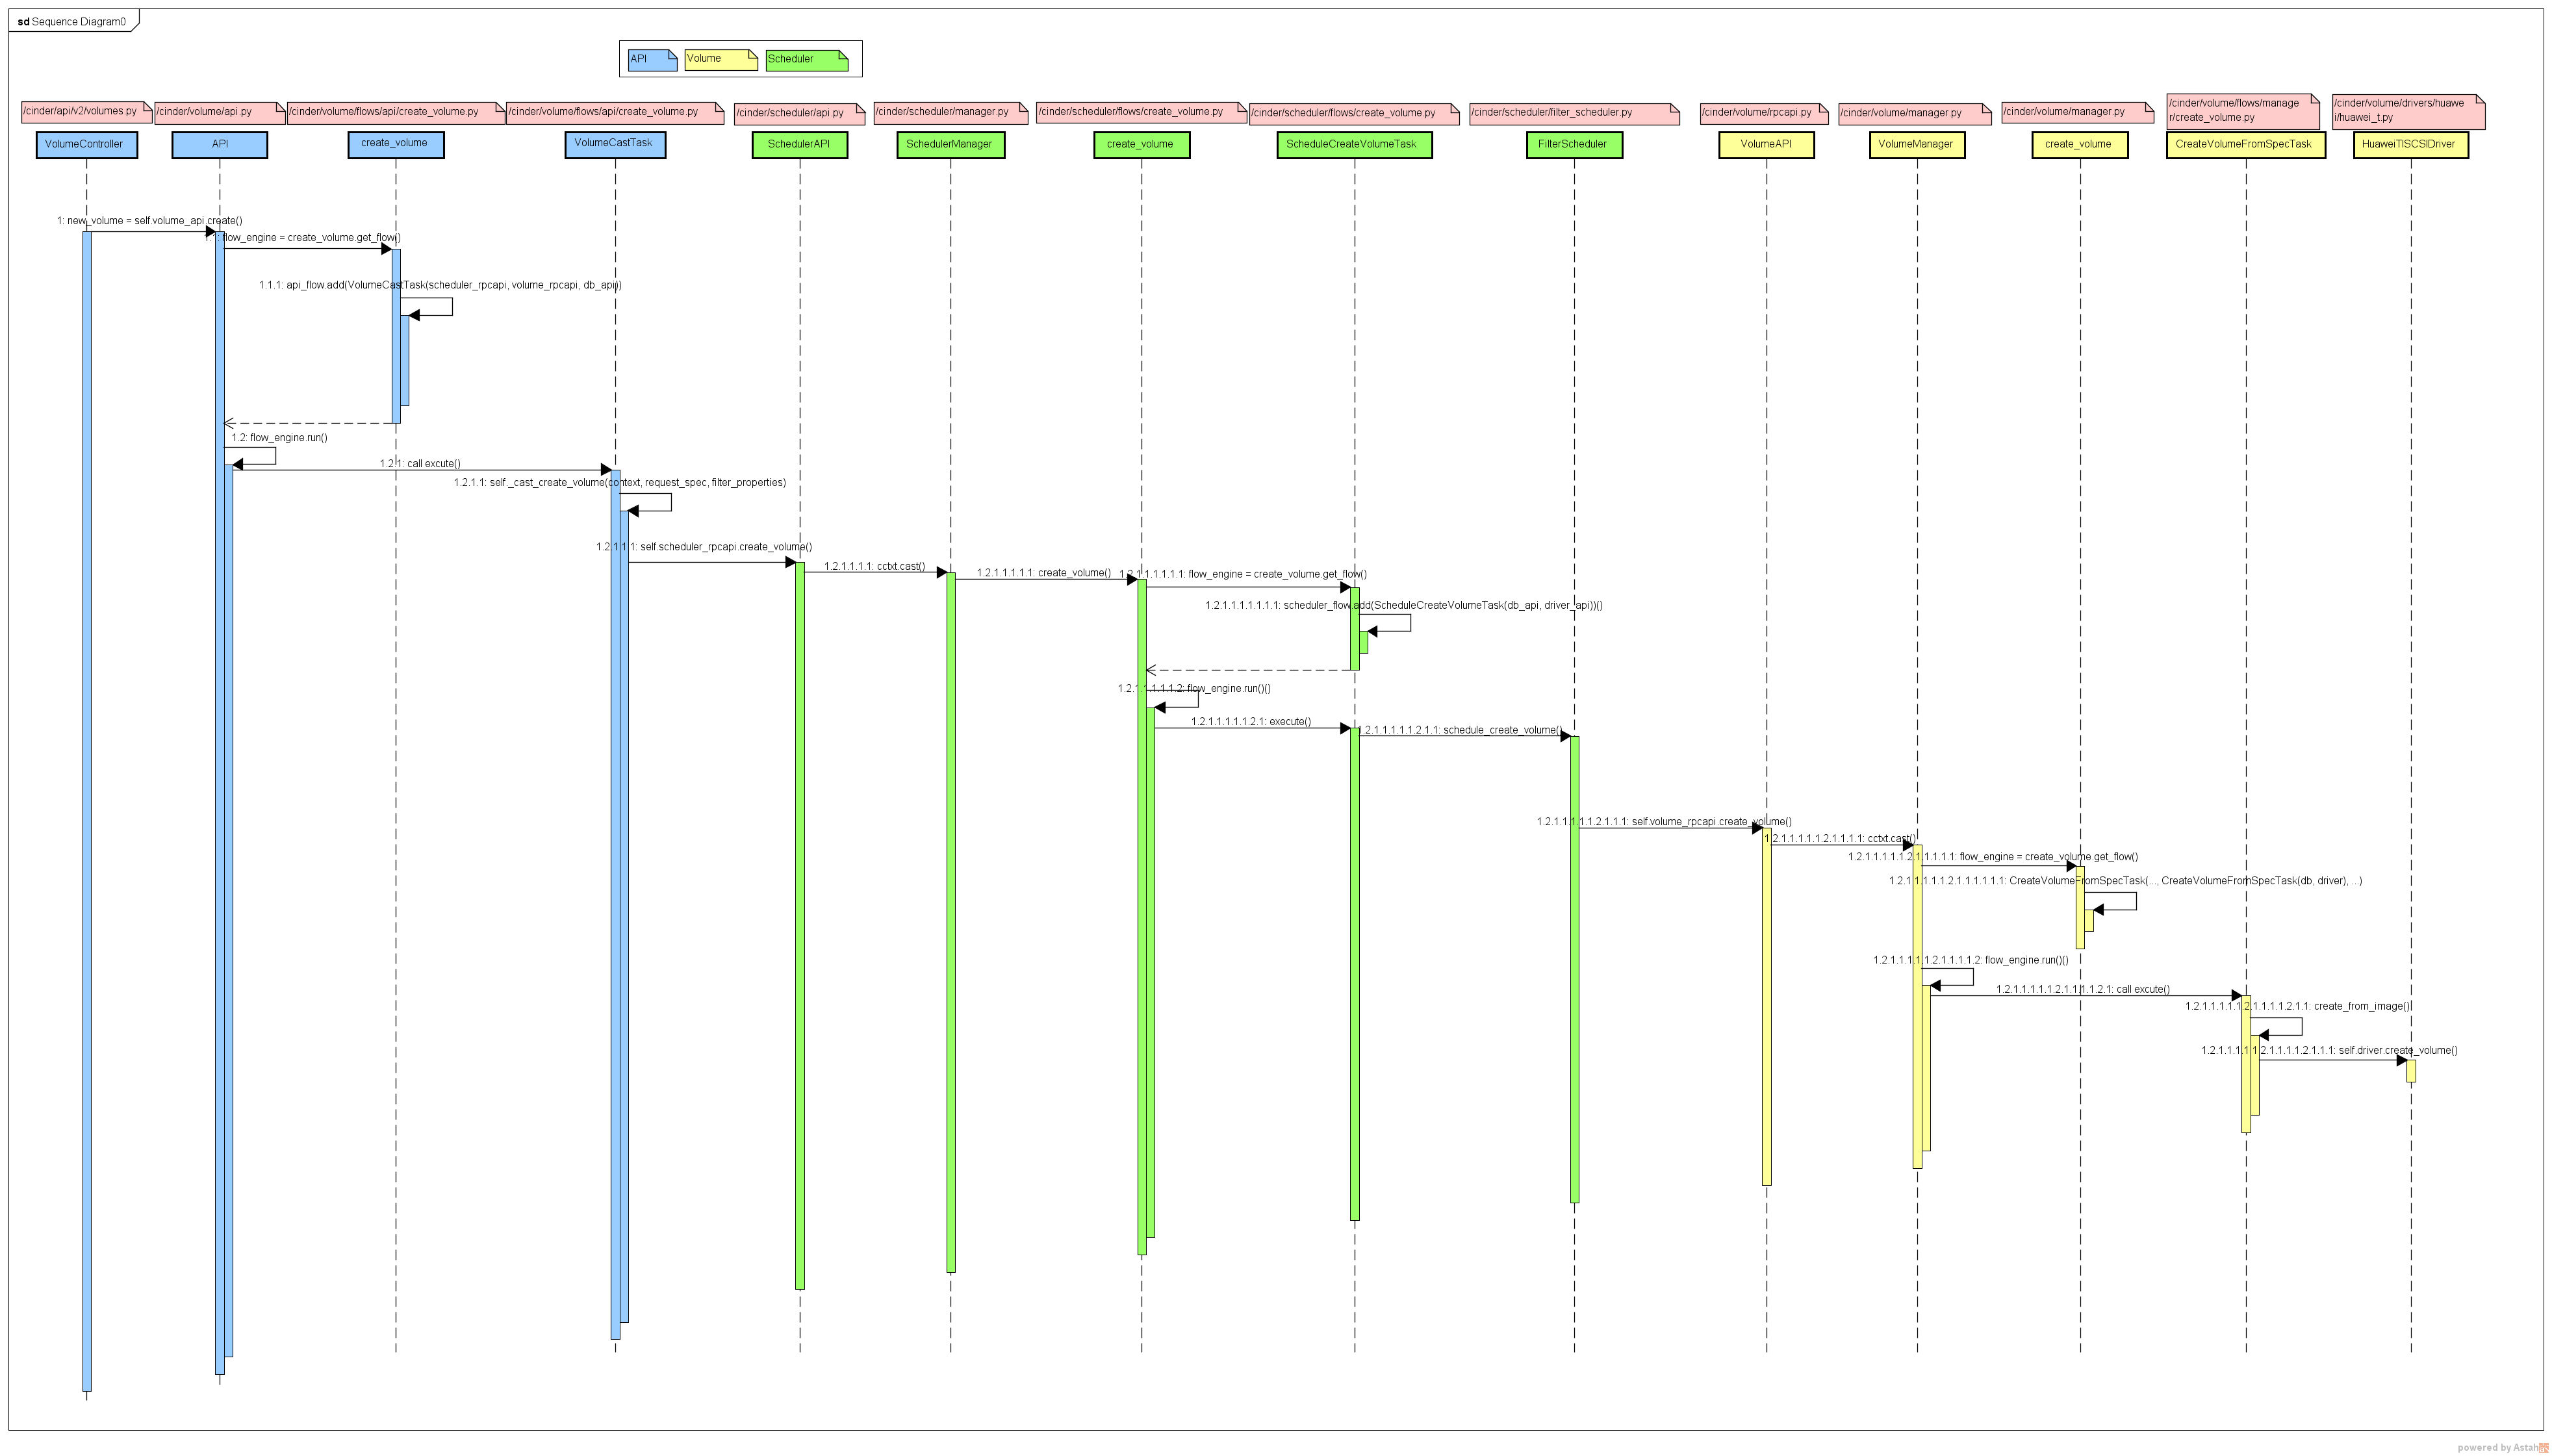 sd Sequence Diagram0
API
Volume
Scheduler
/cinder/api/v2/volumes.py
/cinder/volume/api.py
/cinder/volume/flows/api/create_volume.py
/cinder/volume/flows/api/create_volume.py
/cinder/scheduler/api.py
/cinder/scheduler/manager.py
/cinder/scheduler/flows/create_volume.py
/cinder/scheduler/flows/create_volume.py
/cinder/scheduler/filter_scheduler.py
/cinder/volume/rpcapi.py
/cinder/volume/manager.py
/cinder/volume/manager.py
/cinder/volume/flows/manage
r/create_volume.py
/cinder/volume/drivers/huawe
i/huawei_t.py
VolumeController
API
create_volume
VolumeCastTask
SchedulerAPI
SchedulerManager
create_volume
ScheduleCreateVolumeTask
FilterScheduler
VolumeAPI
VolumeManager
create_volume
CreateVolumeFromSpecTask
HuaweiTISCSIDriver
1: new_volume = self.volume_api.create()
1.1: flow_engine = create_volume.get_flow()
1.1.1: api_flow.add(VolumeCastTask(scheduler_rpcapi, volume_rpcapi, db_api))
1.2: flow_engine.run()
1.2.1: call excute()
1.2.1.1: self._cast_create_volume(context, request_spec, filter_properties)
1.2.1.1.1: self.scheduler_rpcapi.create_volume()
1.2.1.1.1.1: cctxt.cast()
1.2.1.1.1.1.1: create_volume()
1.2.1.1.1.1.1.1: flow_engine = create_volume.get_flow()
1.2.1.1.1.1.1.1.1: scheduler_flow.add(ScheduleCreateVolumeTask(db_api, driver_api))()
1.2.1.1.1.1.1.2: flow_engine.run()()
1.2.1.1.1.1.1.2.1: execute()
1.2.1.1.1.1.1.2.1.1: schedule_create_volume()
1.2.1.1.1.1.1.2.1.1.1: self.volume_rpcapi.create_volume()
1.2.1.1.1.1.1.2.1.1.1.1: cctxt.cast()
1.2.1.1.1.1.1.2.1.1.1.1.1: flow_engine = create_volume.get_flow()
1.2.1.1.1.1.1.2.1.1.1.1.1.1: CreateVolumeFromSpecTask(..., CreateVolumeFromSpecTask(db, driver), ...)
1.2.1.1.1.1.1.2.1.1.1.1.2: flow_engine.run()()
1.2.1.1.1.1.1.2.1.1.1.1.2.1: call excute()
1.2.1.1.1.1.1.2.1.1.1.1.2.1.1: create_from_image()
1.2.1.1.1.1.1.2.1.1.1.1.2.1.1.1: self.driver.create_volume()
powered by Astah